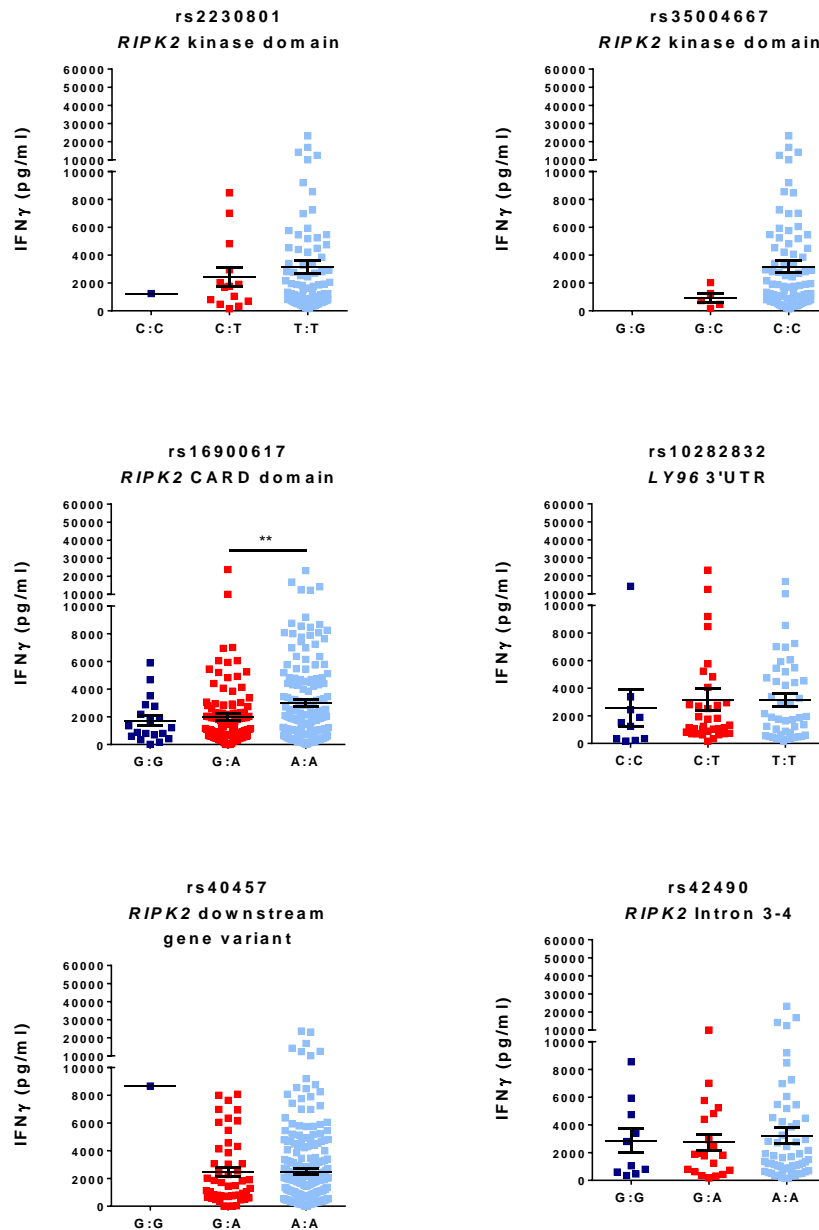 rs2230801
RIPK2 kinase domain
60000
50000
40000
30000
20000
10000
10000
8000
6000
4000
2000
0
IFNγ (pg/ml)
C:C C:T T:T
rs35004667
RIPK2 kinase domain
60000
50000
40000
30000
20000
10000
10000
8000
6000
4000
2000
0
IFNγ (pg/ml)
G:G G:C C:C
rs16900617
RIPK2 CARD domain
60000
50000
40000
30000
20000
10000
10000
8000
6000
4000
2000
0
IFNγ (pg/ml)
**
G:G G:A A:A
rs10282832
LY96 3'UTR
60000
50000
40000
30000
20000
10000
10000
8000
6000
4000
2000
0
IFNγ (pg/ml)
C:C C:T T:T
rs40457
RIPK2 downstream
gene variant
60000
50000
40000
30000
20000
10000
10000
8000
6000
4000
2000
0
IFNγ (pg/ml)
G:G G:A A:A
rs42490
RIPK2 Intron 3-4
60000
50000
40000
30000
20000
10000
10000
8000
6000
4000
2000
0
IFNγ (pg/ml)
G:G G:A A:A